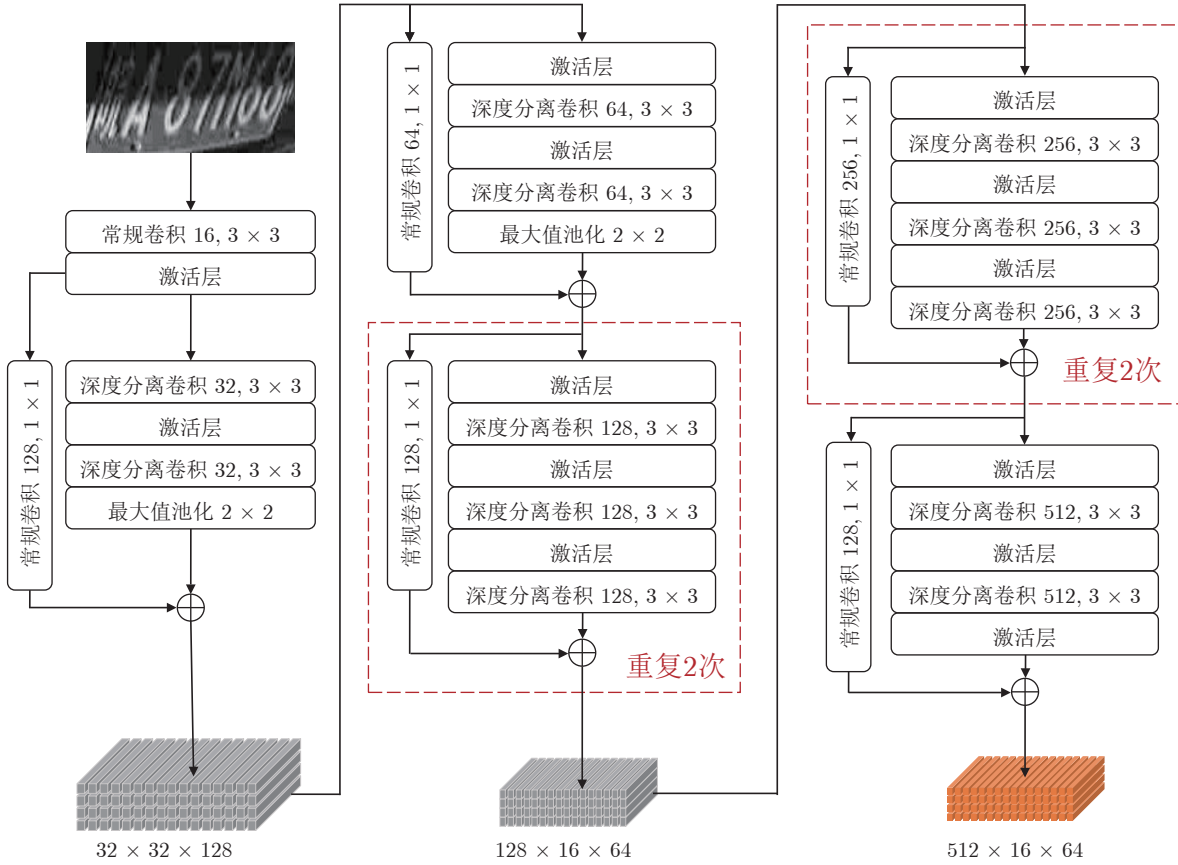 常规卷积 16, 3 × 3
激活层
常规卷积 128, 1 × 1
深度分离卷积 32, 3 × 3
激活层
深度分离卷积 32, 3 × 3
最大值池化 2 × 2
32 × 32 × 128
常规卷积 64, 1 × 1
激活层
深度分离卷积 64, 3 × 3
激活层
深度分离卷积 64, 3 × 3
最大值池化 2 × 2
常规卷积 128, 1 × 1
激活层
深度分离卷积 128, 3 × 3
激活层
深度分离卷积 128, 3 × 3
激活层
深度分离卷积 128, 3 × 3
重复2次
128 × 16 × 64
常规卷积 256, 1 × 1
激活层
深度分离卷积 256, 3 × 3
激活层
深度分离卷积 256, 3 × 3
激活层
深度分离卷积 256, 3 × 3
重复2次
常规卷积 128, 1 × 1
激活层
深度分离卷积 512, 3 × 3
激活层
深度分离卷积 512, 3 × 3
激活层
512 × 16 × 64